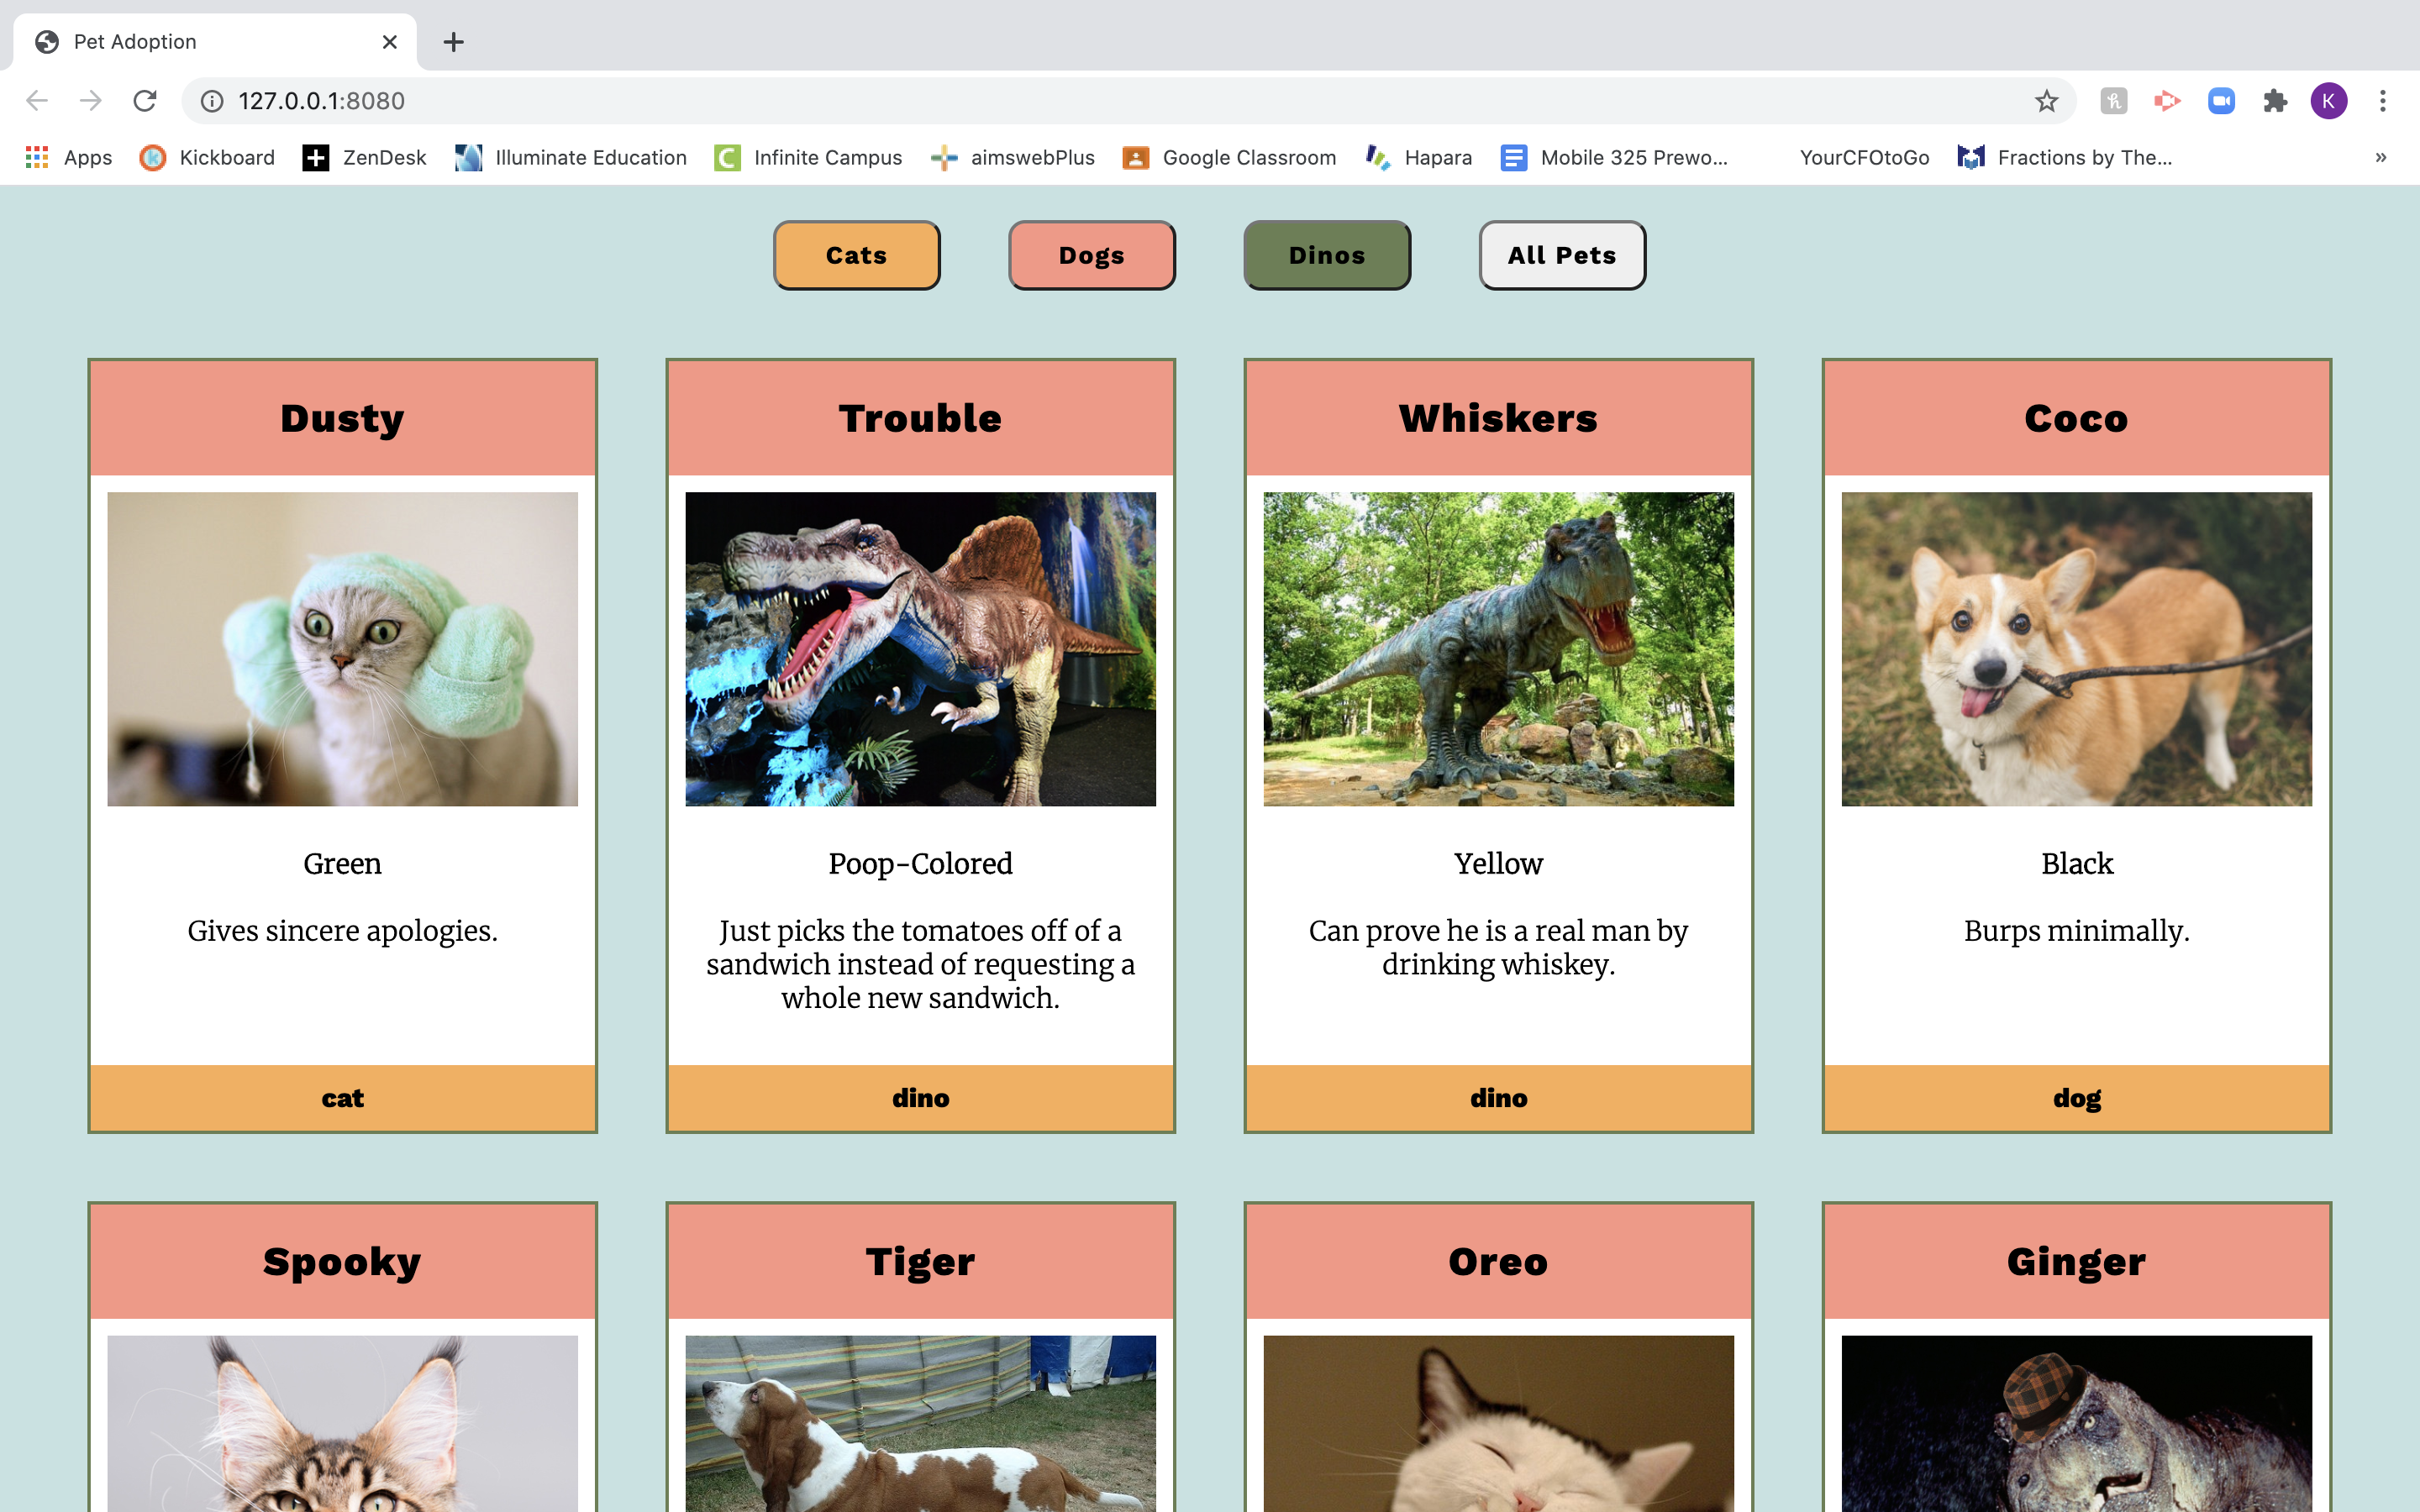 Pet Adoption
127.0.0.1:8080
K
Apps Kickboard ZenDesk Illuminate Education Infinite Campus aimswebPlus Google Classroom Hapara Mobile 325 Prewo... YourCFOtoGo Fractions by The... »
Cats Dogs Dinos All Pets
Dusty Trouble Whiskers Coco
Green Poop-Colored Yellow Black
Gives sincere apologies.
Just picks the tomatoes off of a
sandwich instead of requesting a
whole new sandwich.
Can prove he is a real man by
drinking whiskey.
Burps minimally.
cat dino dino dog
Spooky Tiger Oreo Ginger